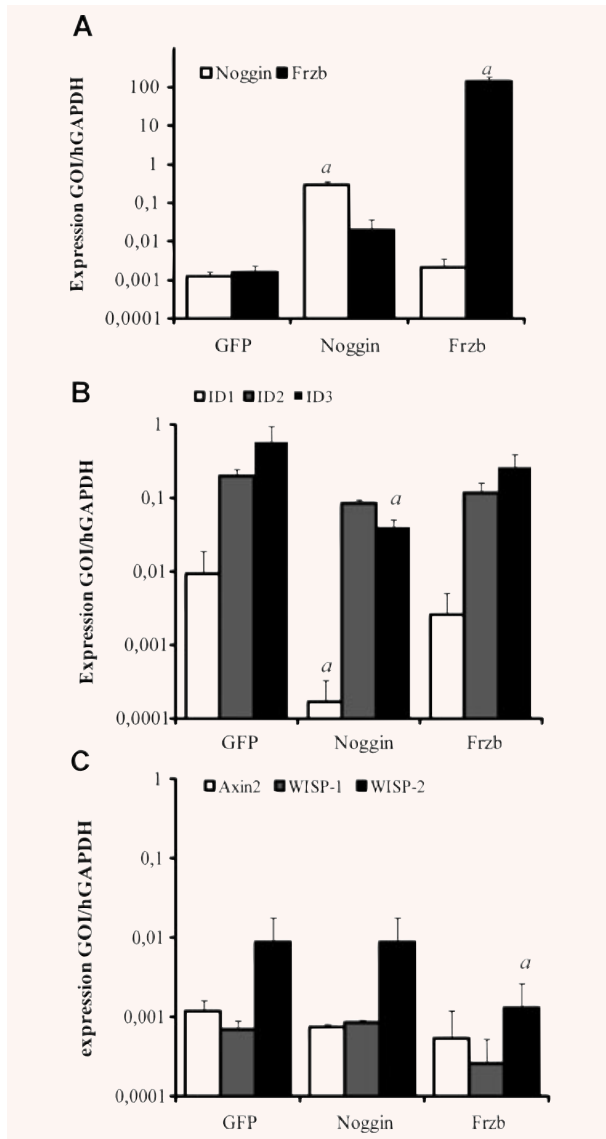 A
Expression GOI/hGAPDH
Noggin Frzb
100
10
1
0,1
0,01
0,001
0,0001
a
a
GFP Noggin Frzb
B
Expression GOI/hGAPDH
ID1 ID2 ID3
1
0,1
0,01
0,001
0,0001
a
a
GFP Noggin Frzb
C
expression GOI/hGAPDH
Axin2 WISP-1 WISP-2
1
0,1
0,01
0,001
0,0001
a
GFP Noggin Frzb